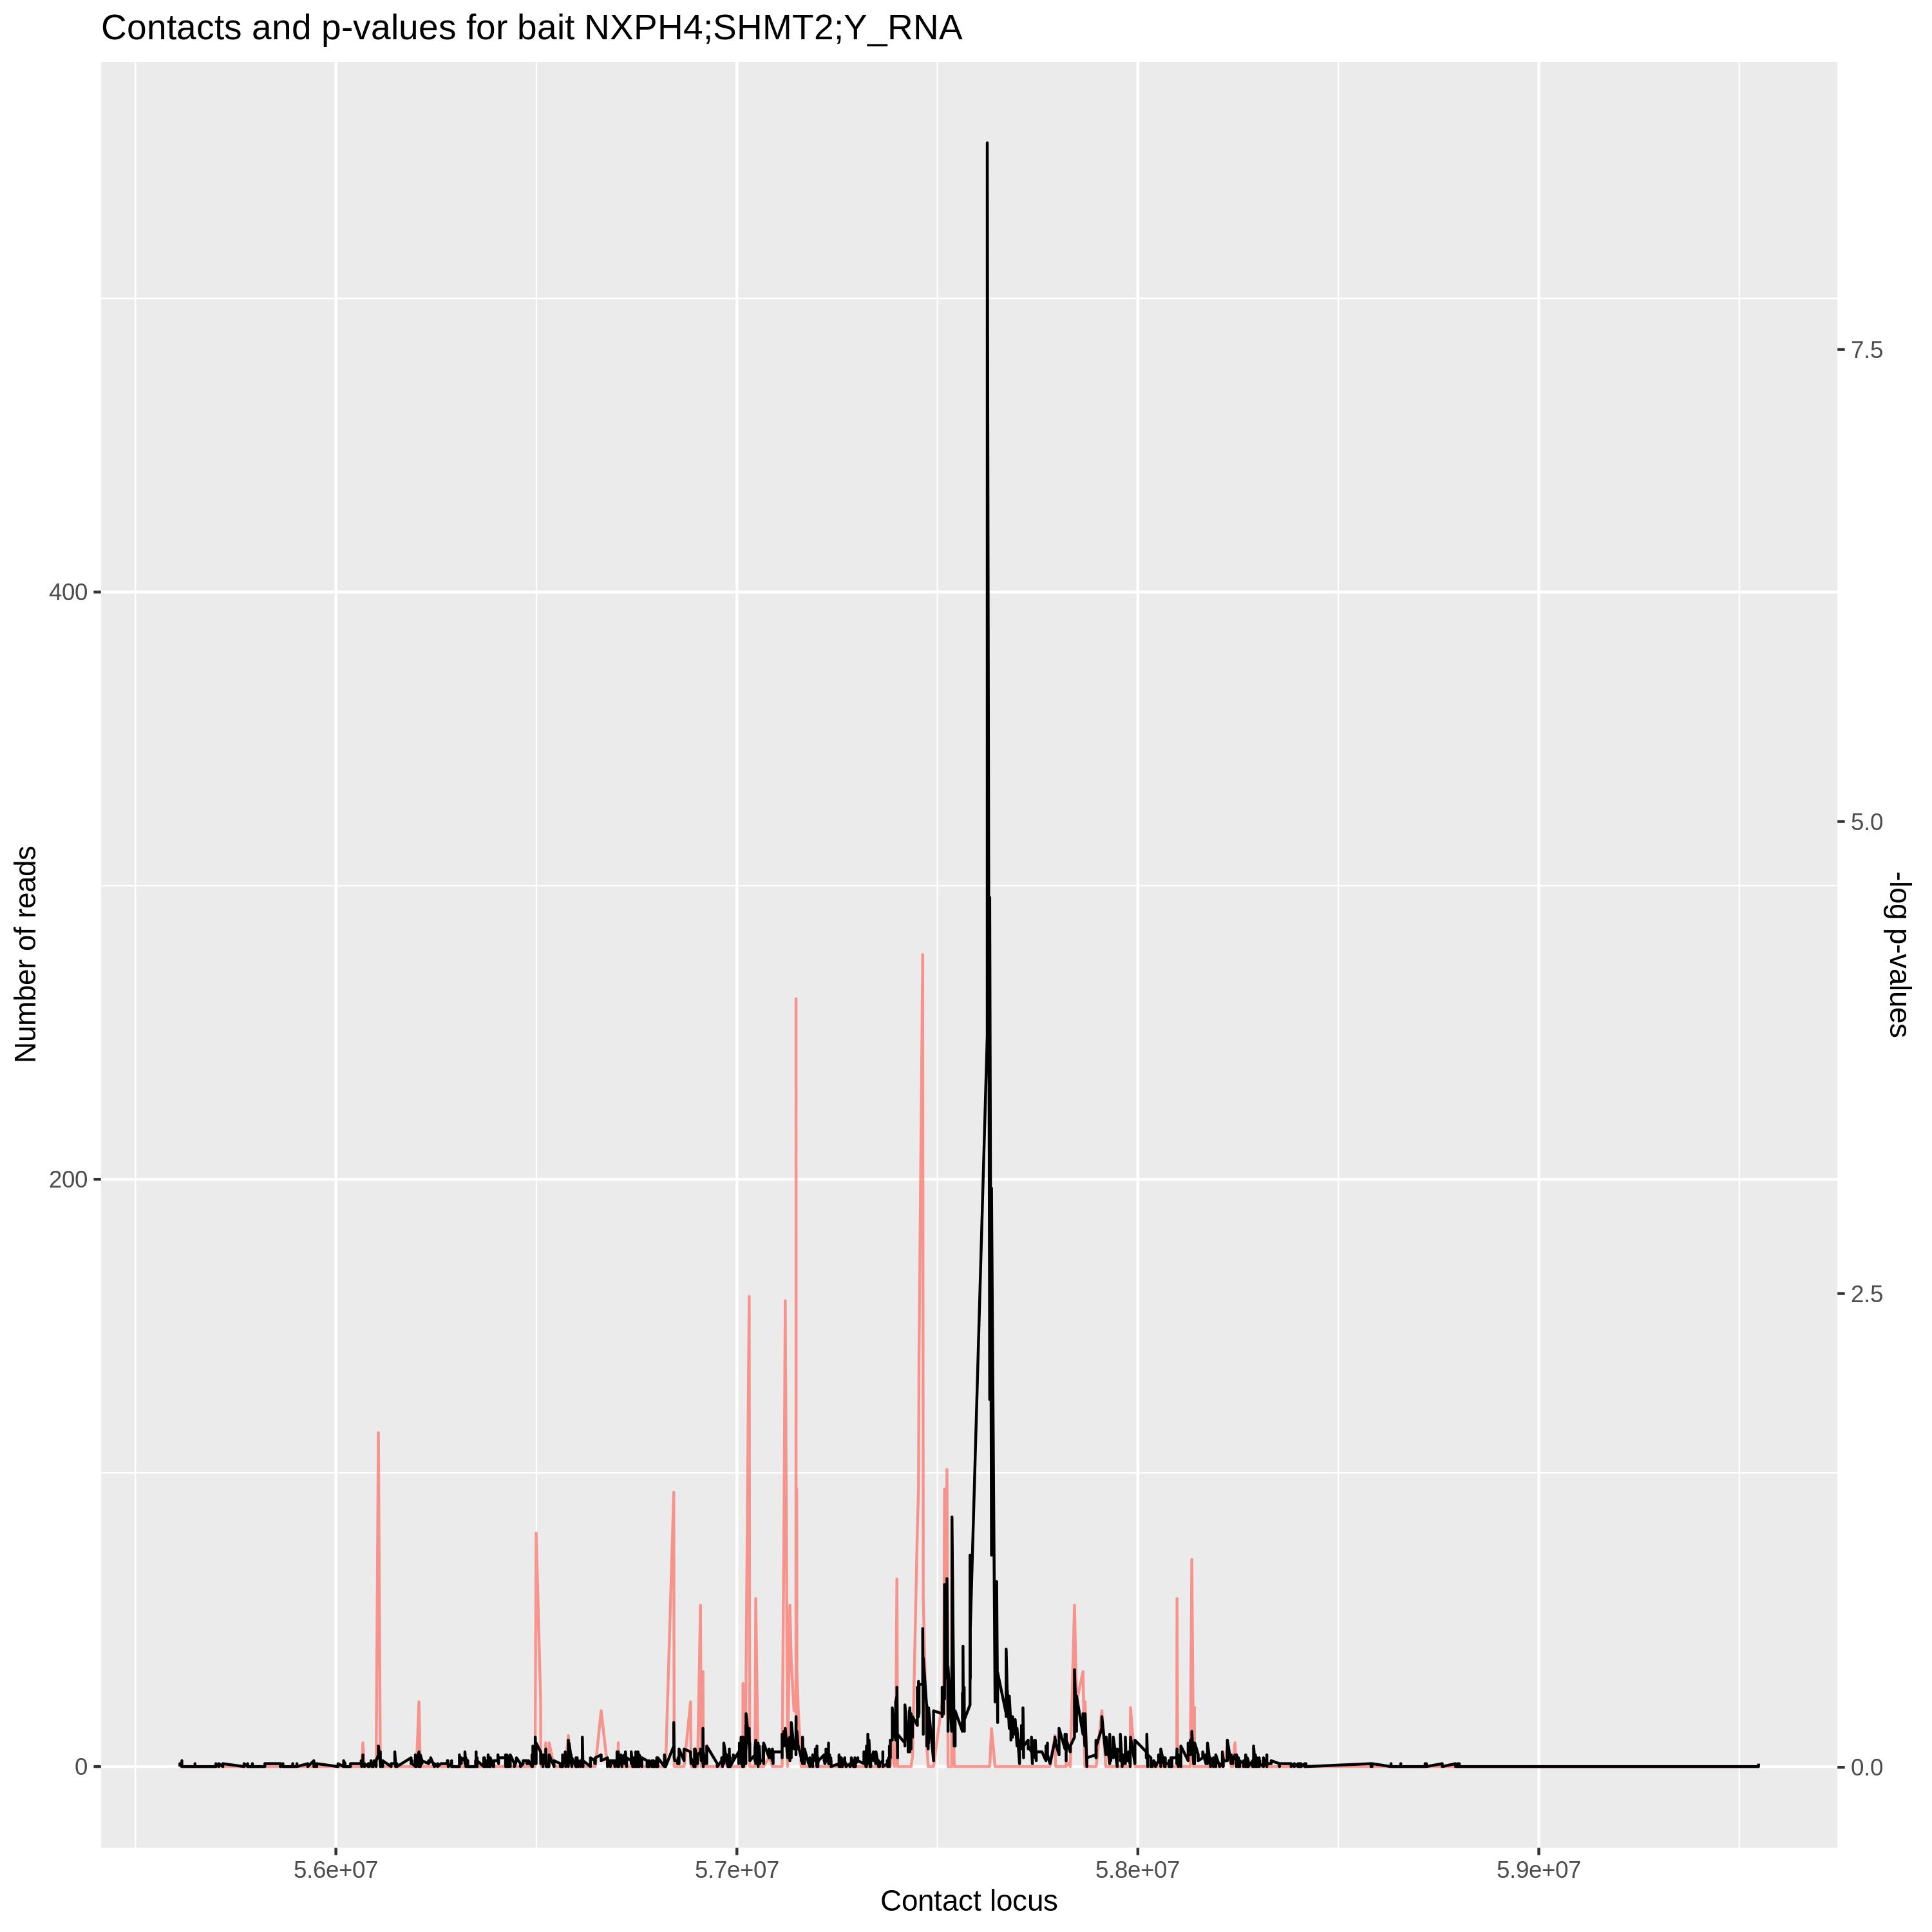 Contacts and p-values for bait NXPH4;SHMT2;Y_RNA
Number of reads
400
200
0
7.5
5.0
2.5
0.0
-log p-values
5.6e+07
5.7e+07
5.8e+07
5.9e+07
Contact locus